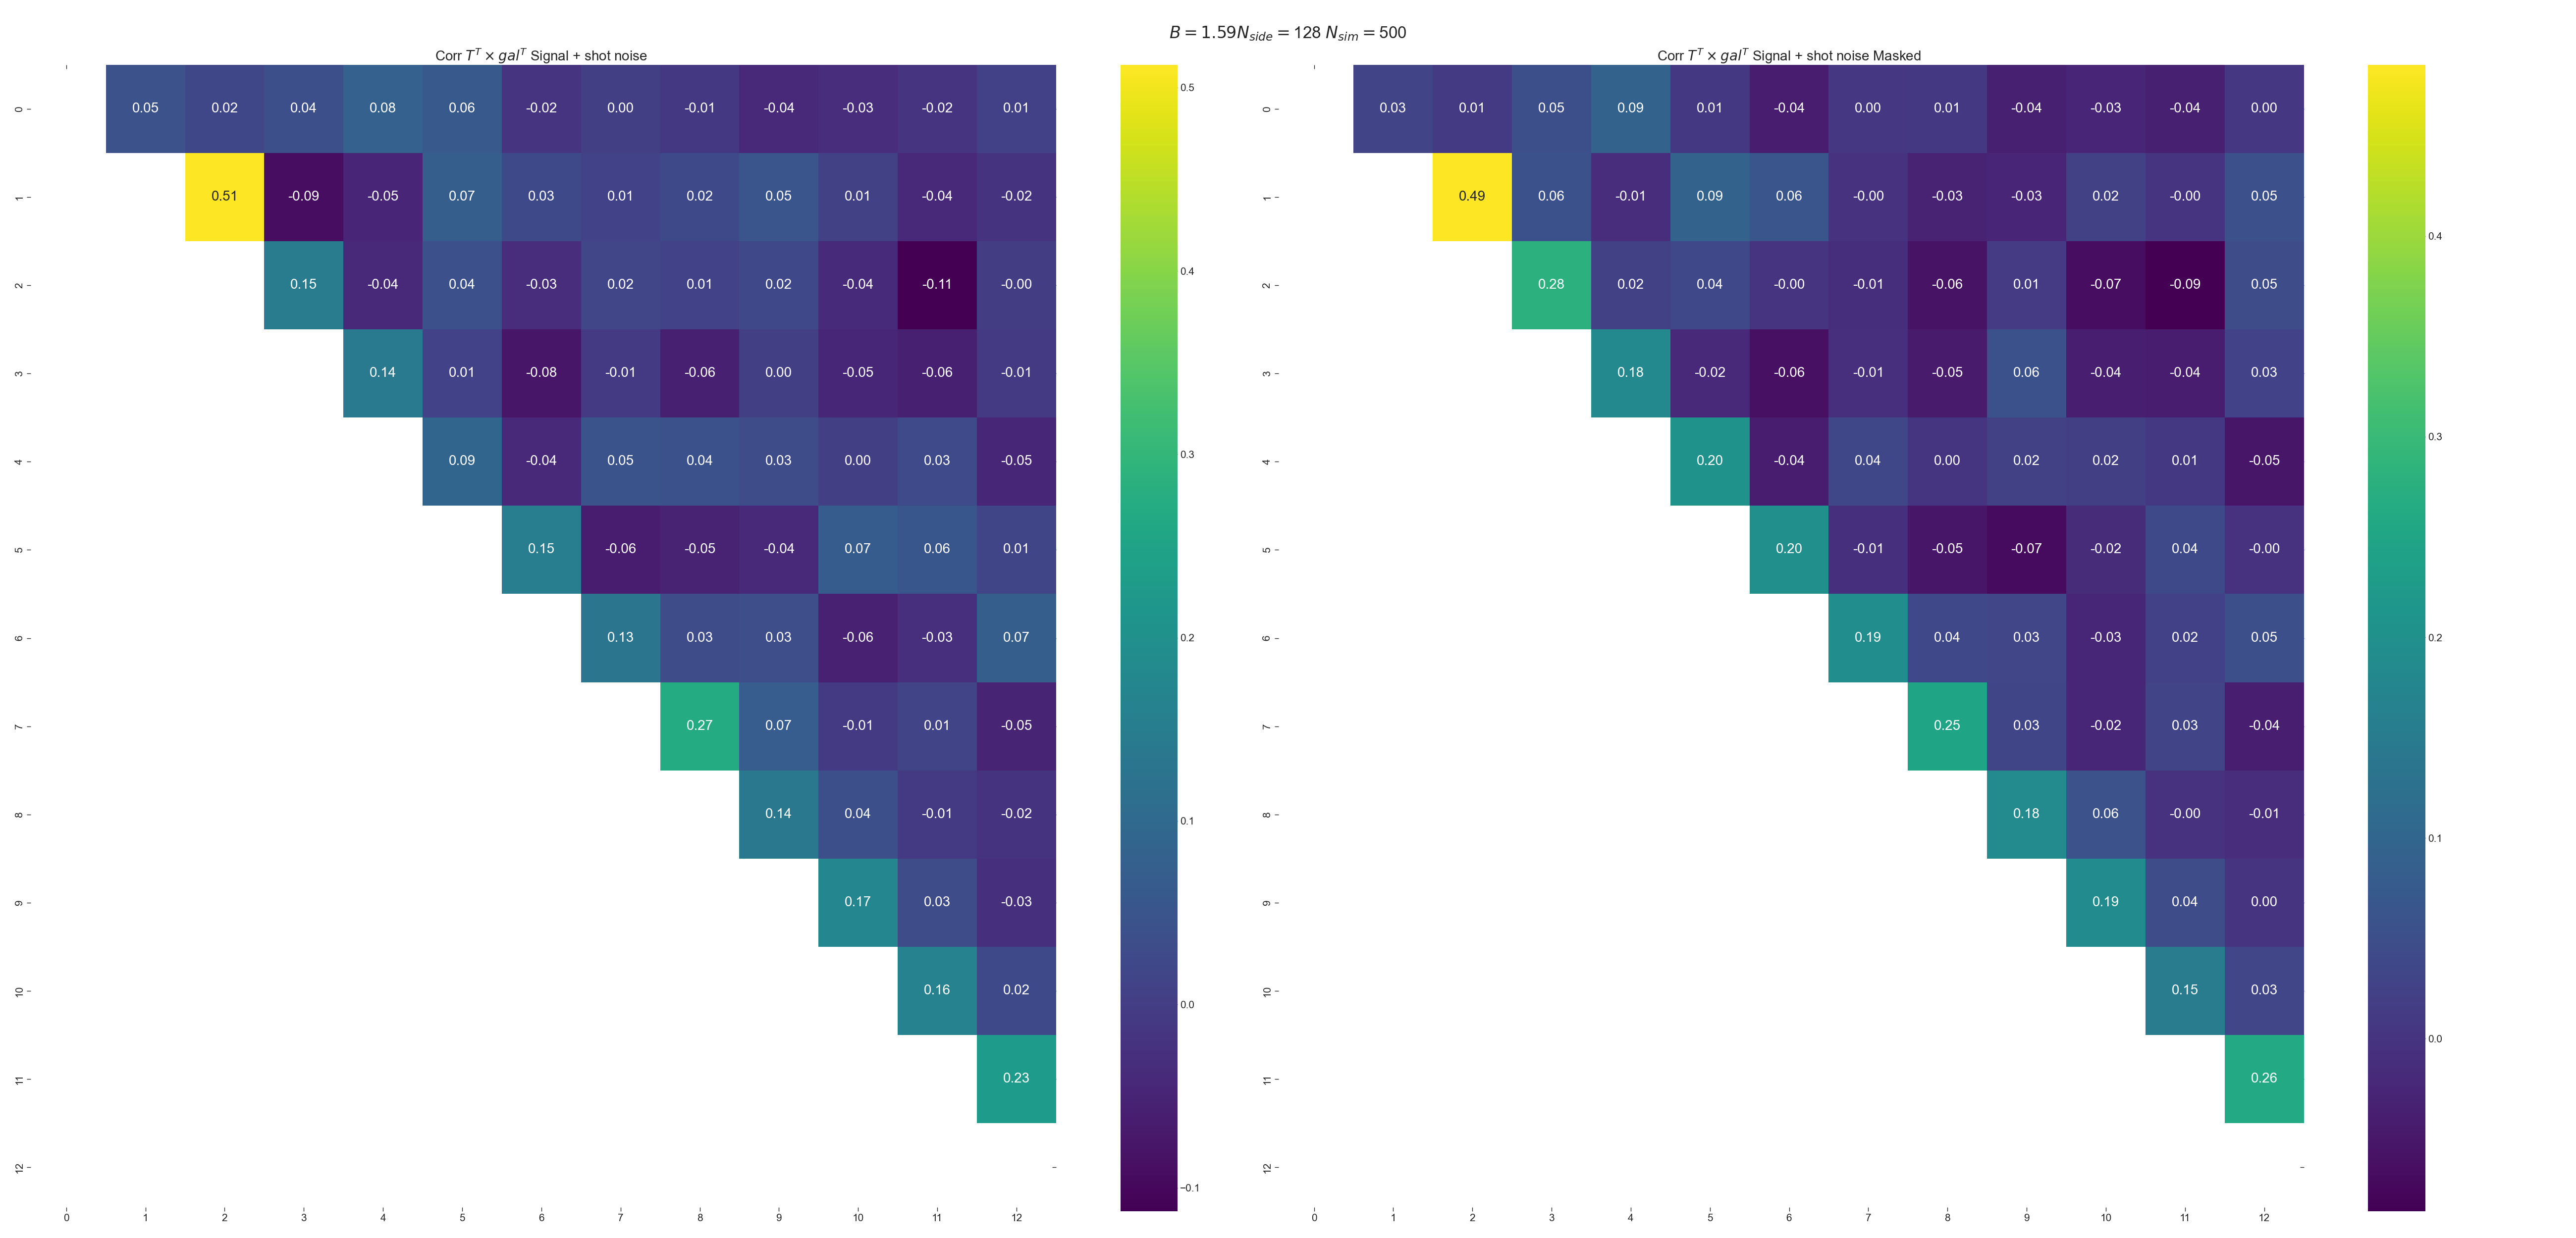 B = 1.59N_side = 128 N_sim = 500
Corr T^T × gal^T Signal + shot noise
0 0.05 0.02 0.04 0.08 0.06 -0.02 0.00 -0.01 -0.04 -0.03 -0.02 0.01
1 0.51 -0.09 -0.05 0.07 0.03 0.01 0.02 0.05 0.01 -0.04 -0.02
2 0.15 -0.04 0.04 -0.03 0.02 0.01 0.02 -0.04 -0.11 -0.00
3 0.14 0.01 -0.08 -0.01 -0.06 0.00 -0.05 -0.06 -0.01
4 0.09 -0.04 0.05 0.04 0.03 0.00 0.03 -0.05
5 0.15 -0.06 -0.05 -0.04 0.07 0.06 0.01
6 0.13 0.03 0.03 -0.06 -0.03 0.07
7 0.27 0.07 -0.01 0.01 -0.05
8 0.14 0.04 -0.01 -0.02
9 0.17 0.03 -0.03
10 0.16 0.02
11 0.23
12
0 1 2 3 4 5 6 7 8 9 10 11 12
0.5
0.4
0.3
0.2
0.1
0.0
−0.1
Corr T^T × gal^T Signal + shot noise Masked
0 0.03 0.01 0.05 0.09 0.01 -0.04 0.00 0.01 -0.04 -0.03 -0.04 0.00
1 0.49 0.06 -0.01 0.09 0.06 -0.00 -0.03 -0.03 0.02 -0.00 0.05
2 0.28 0.02 0.04 -0.00 -0.01 -0.06 0.01 -0.07 -0.09 0.05
3 0.18 -0.02 -0.06 -0.01 -0.05 0.06 -0.04 -0.04 0.03
4 0.20 -0.04 0.04 0.00 0.02 0.02 0.01 -0.05
5 0.20 -0.01 -0.05 -0.07 -0.02 0.04 -0.00
6 0.19 0.04 0.03 -0.03 0.02 0.05
7 0.25 0.03 -0.02 0.03 -0.04
8 0.18 0.06 -0.00 -0.01
9 0.19 0.04 0.00
10 0.15 0.03
11 0.26
12
0 1 2 3 4 5 6 7 8 9 10 11 12
0.4
0.3
0.2
0.1
0.0